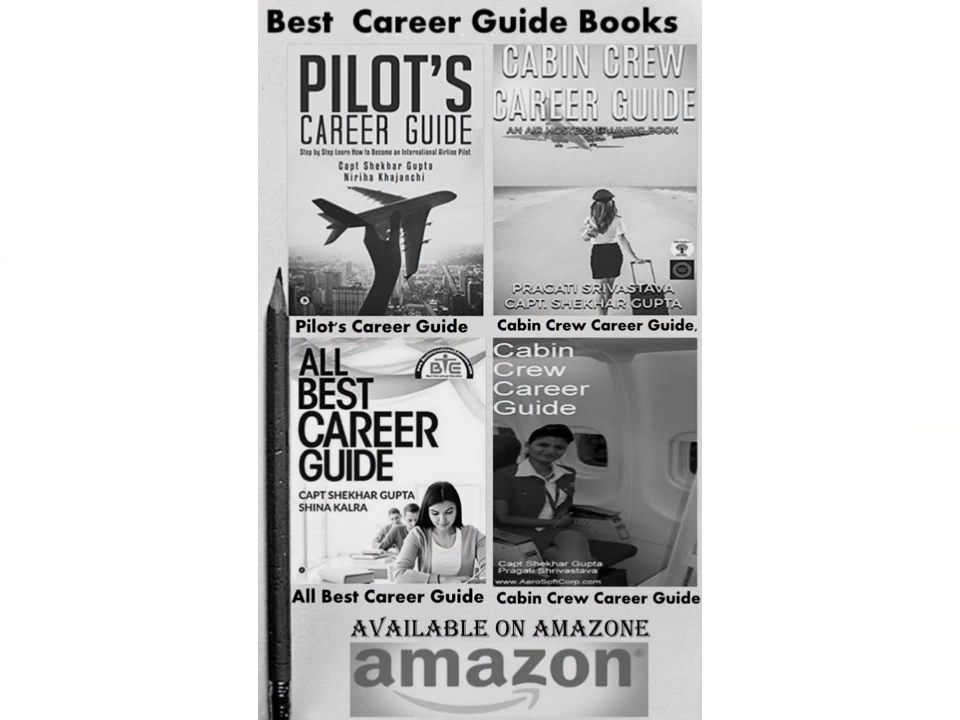 Best Career Guide Books
PILOT'S
CAREER GUIDE
Step by Step Learn How to Become an International Airline Pilot
Capt Shekhar Gupta
Niriha Khajanchi
Pilot's Career Guide
CABIN CREW
CAREER GUIDE
AN AIR HOSTESS TRAINING BOOK
PRAGATI SRIVASTAVA
CAPT. SHEKHAR GUPTA
Cabin Crew Career Guide,
ALL
BEST
CAREER
GUIDE
BIE
CAPT SHEKHAR GUPTA
SHINA KALRA
All Best Career Guide
Cabin
Crew
Career
Guide
Capt Shekhar Gupta
Pragati Shrivastava
www.AeroSoftCorp.com
Cabin Crew Career Guide
AVAILABLE ON AMAZONE
amazon®